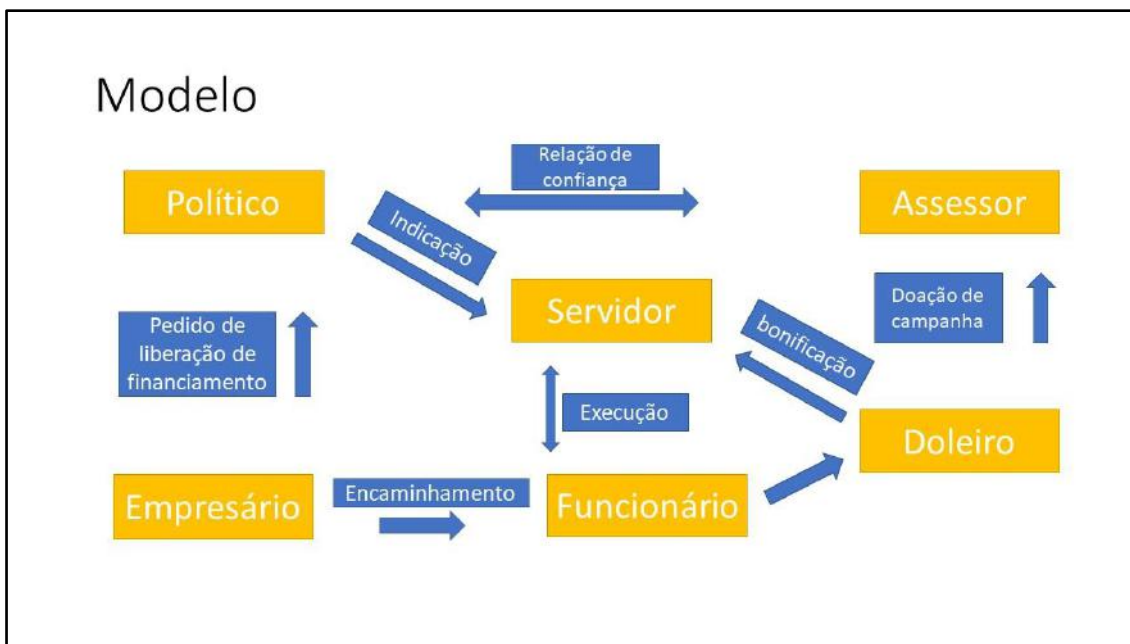 Modelo
Relação de
confiança
Político
Indicação
Assessor
Servidor
Pedido de
liberação de
financiamento
bonificação
Doação de
campanha
Execução
Doleiro
Empresário
Encaminhamento
Funcionário